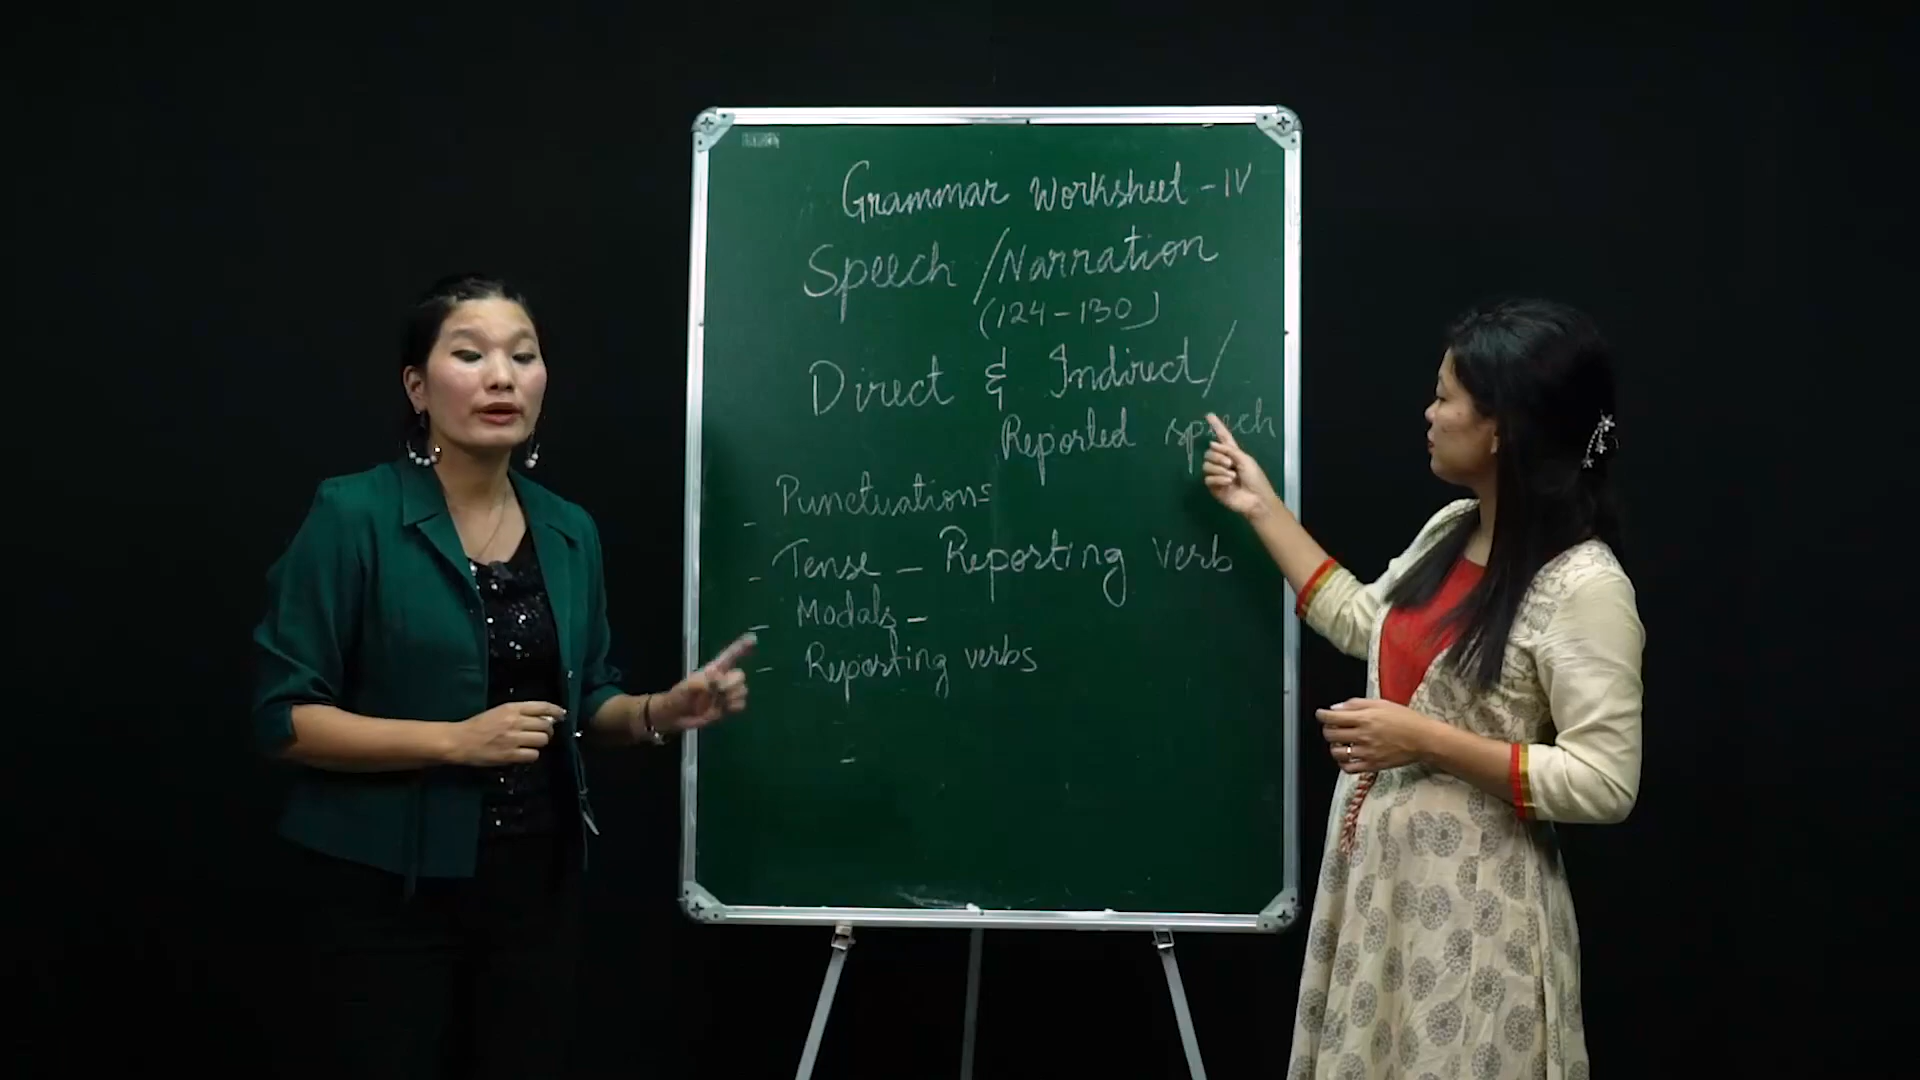 Grammar Worksheet - IV
Speech / Narration
(124 - 130)
Direct & Indirect /
Reported speech
- Punctuations
- Tense - Reporting verb
- Modals -
- Reporting verbs
-